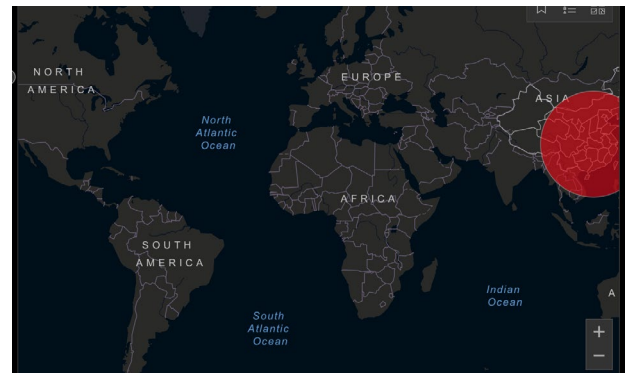 NORTH
AMERICA
EUROPE
ASIA
North
Atlantic
Ocean
AFRICA
SOUTH
AMERICA
Indian
Ocean
A
South
Atlantic
Ocean
+
−